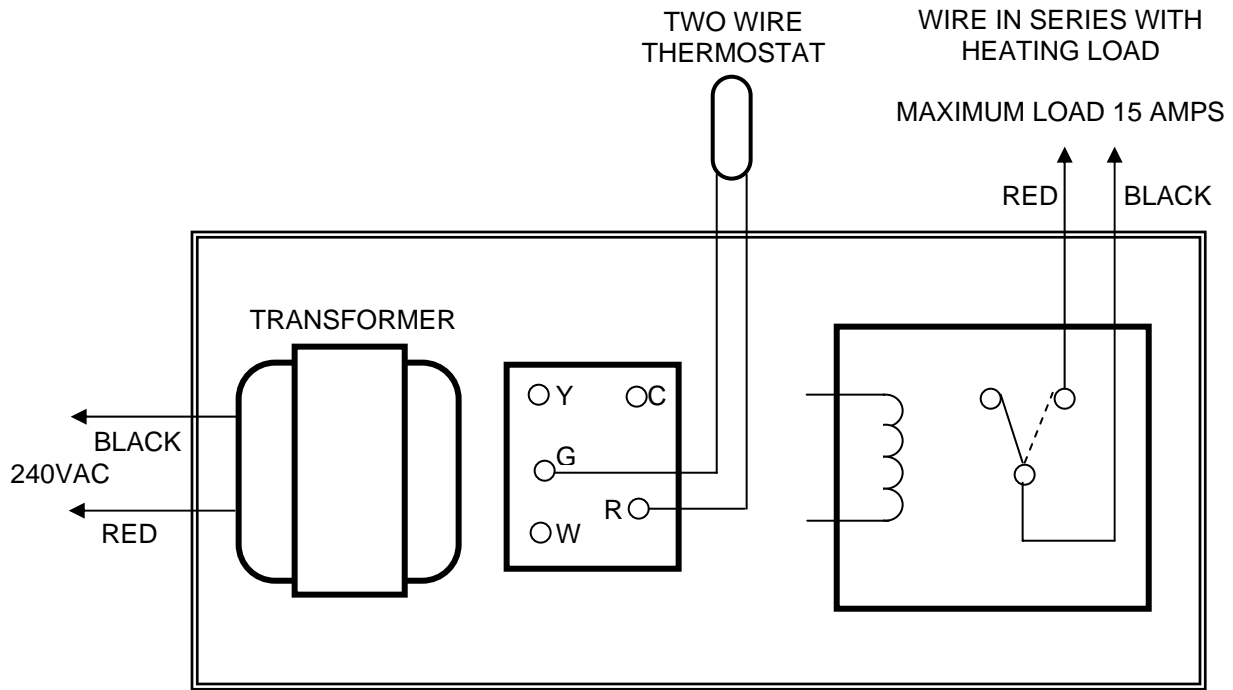 TWO WIRE
THERMOSTAT
WIRE IN SERIES WITH
HEATING LOAD
MAXIMUM LOAD 15 AMPS
RED
BLACK
TRANSFORMER
BLACK
240VAC
RED
Y
C
G
R
W